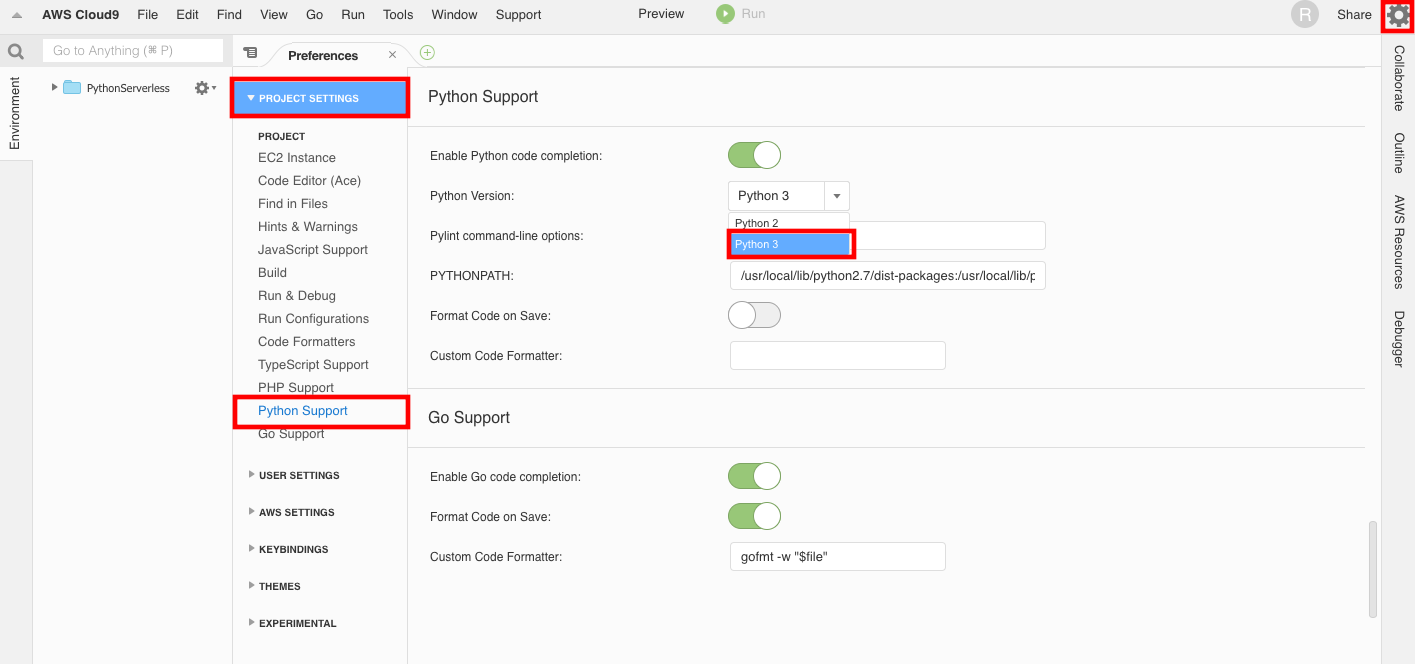 AWS Cloud9 File Edit Find View Go Run Tools Window Support Preview Run R Share
Go to Anything (⌘ P)
Preferences
Environment
PythonServerless
PROJECT SETTINGS
PROJECT
EC2 Instance
Code Editor (Ace)
Find in Files
Hints & Warnings
JavaScript Support
Build
Run & Debug
Run Configurations
Code Formatters
TypeScript Support
PHP Support
Python Support
Go Support
USER SETTINGS
AWS SETTINGS
KEYBINDINGS
THEMES
EXPERIMENTAL
Python Support
Enable Python code completion:
Python Version: Python 3
Python 2
Python 3
Pylint command-line options:
PYTHONPATH: /usr/local/lib/python2.7/dist-packages:/usr/local/lib/p
Format Code on Save:
Custom Code Formatter:
Go Support
Enable Go code completion:
Format Code on Save:
Custom Code Formatter: gofmt -w "$file"
Collaborate
Outline
AWS Resources
Debugger